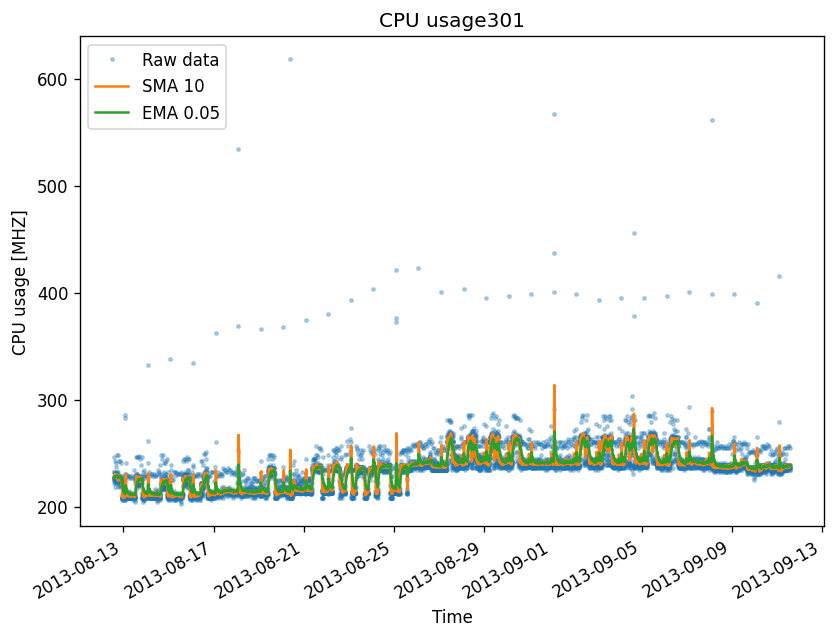 CPU usage301
Raw data
SMA 10
EMA 0.05
600
500
400
300
200
CPU usage [MHZ]
2013-08-13
2013-08-17
2013-08-21
2013-08-25
2013-08-29
2013-09-01
2013-09-05
2013-09-09
2013-09-13
Time